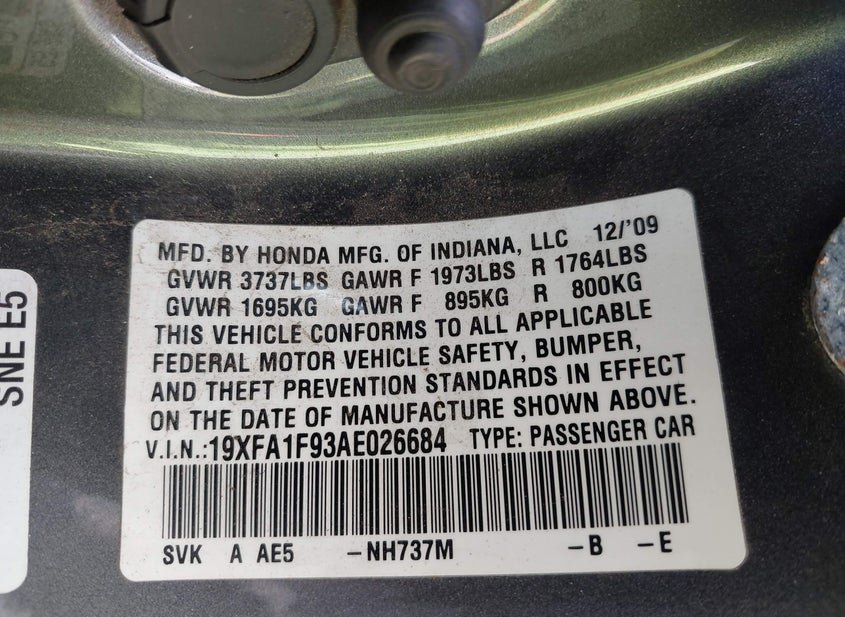 MFD. BY HONDA MFG. OF INDIANA, LLC 12/'09
GVWR 3737LBS GAWR F 1973LBS R 1764LBS
GVWR 1695KG GAWR F 895KG R 800KG
THIS VEHICLE CONFORMS TO ALL APPLICABLE
FEDERAL MOTOR VEHICLE SAFETY, BUMPER,
AND THEFT PREVENTION STANDARDS IN EFFECT
ON THE DATE OF MANUFACTURE SHOWN ABOVE.
V.I.N.:19XFA1F93AE026684 TYPE: PASSENGER CAR
SVK A AE5 -NH737M -B -E
SNE E5